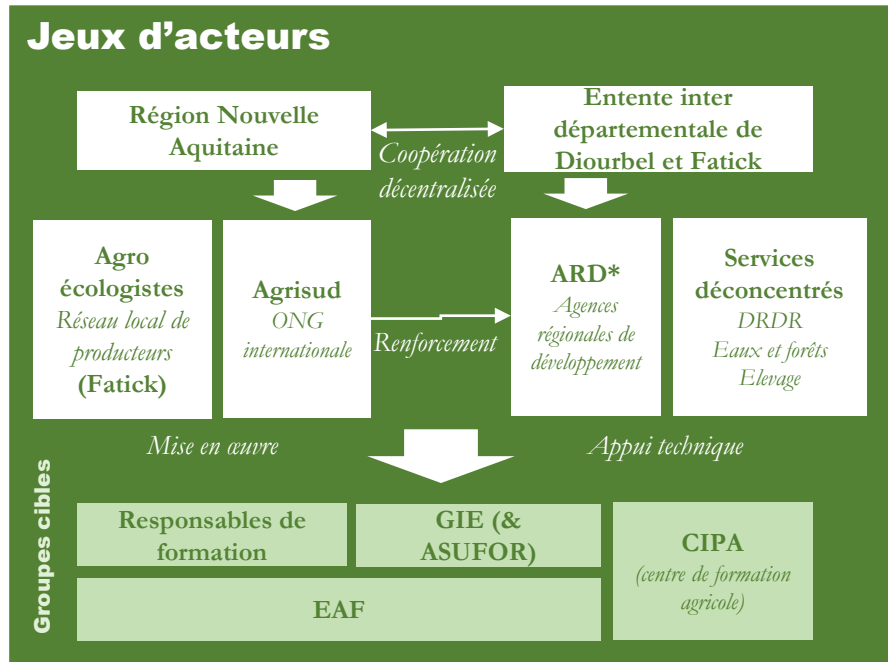 Jeux d'acteurs
Région Nouvelle
Aquitaine
Coopération
décentralisée
Entente inter
départementale de
Diourbel et Fatick
Agro
écologistes
Réseau local de
producteurs
(Fatick)
Agrisud
ONG
internationale
Renforcement
ARD*
Agences
régionales de
développement
Services
déconcentrés
DRDR
Eaux et forêts
Elevage
Mise en œuvre
Appui technique
Groupes cibles
Responsables de
formation
GIE (&
ASUFOR)
CIPA
(centre de formation
agricole)
EAF